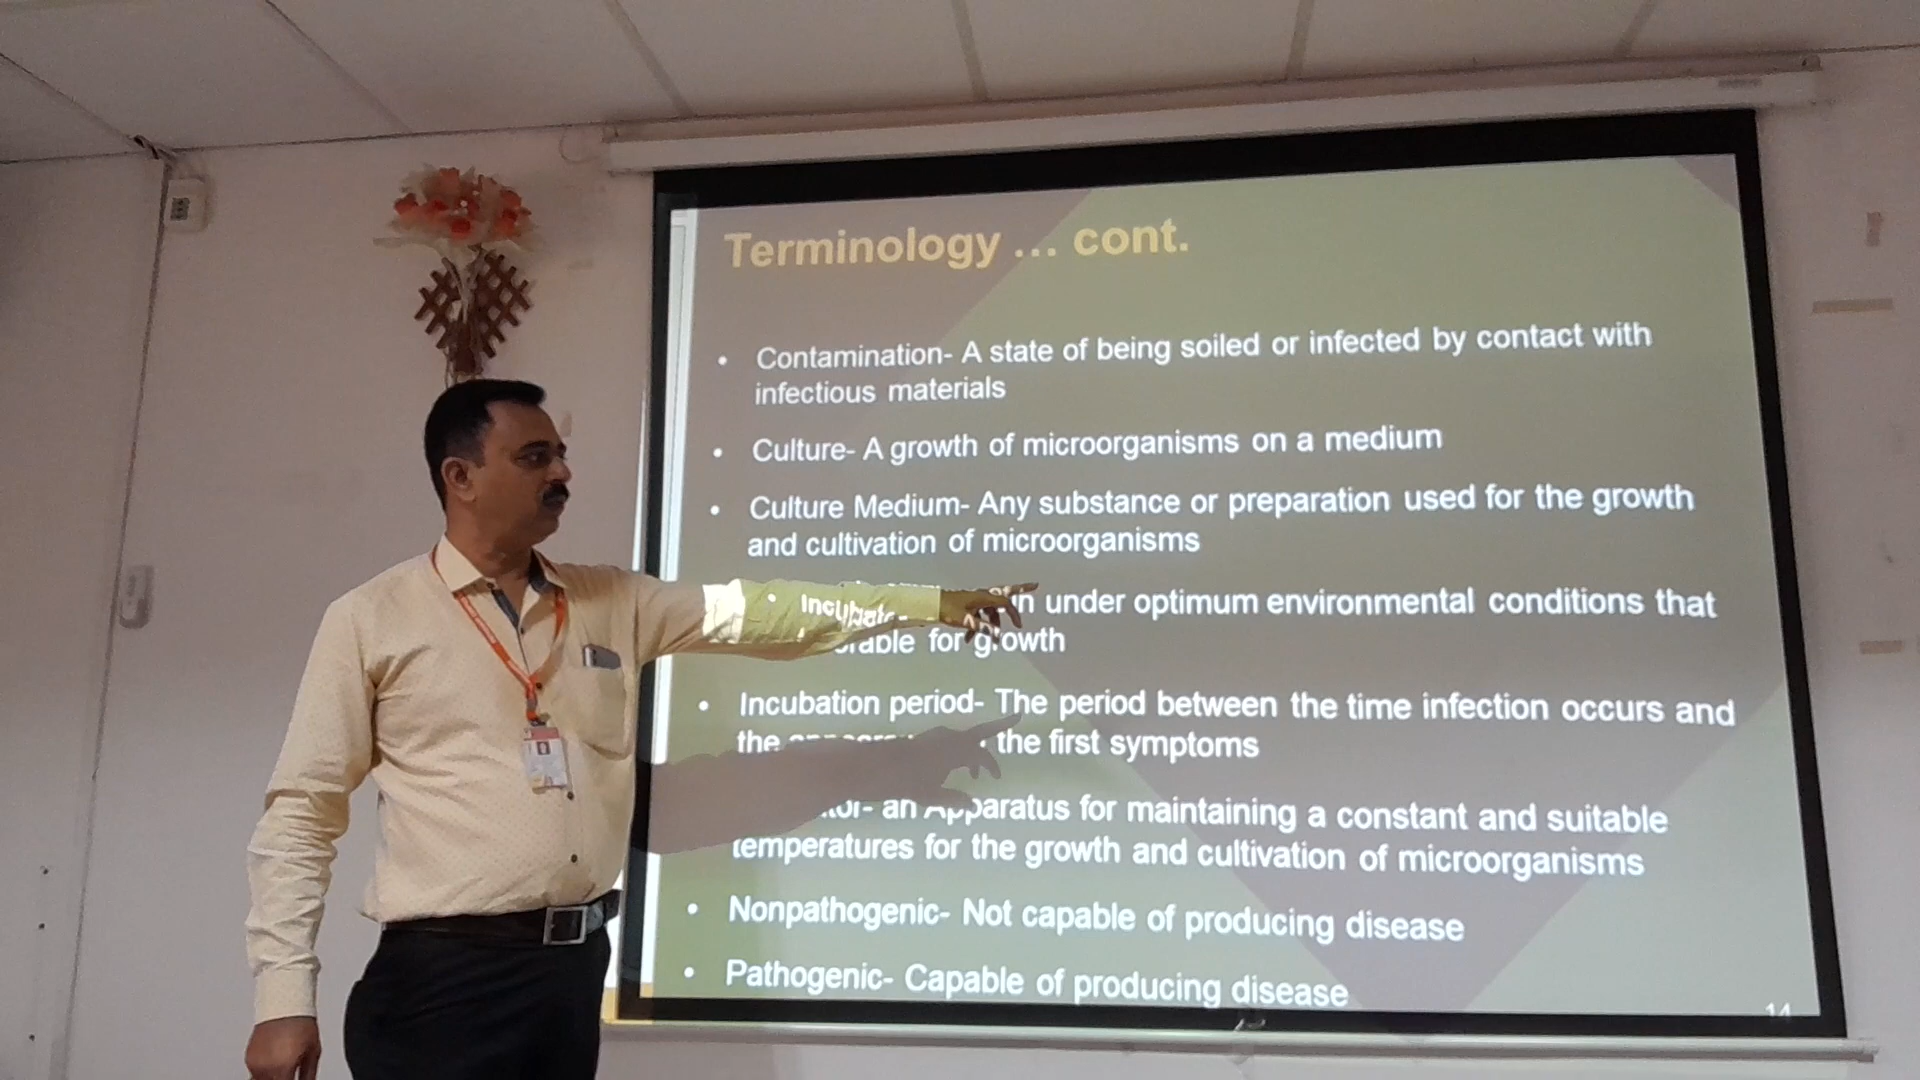 Terminology ... cont.
• Contamination- A state of being soiled or infected by contact with
infectious materials
• Culture- A growth of microorganisms on a medium
• Culture Medium- Any substance or preparation used for the growth
and cultivation of microorganisms
• under optimum environmental conditions that
for growth
• Incubation period- The period between the time infection occurs and
the the first symptoms
an Apparatus for maintaining a constant and suitable
temperatures for the growth and cultivation of microorganisms
• Nonpathogenic- Not capable of producing disease
• Pathogenic- Capable of producing disease
14